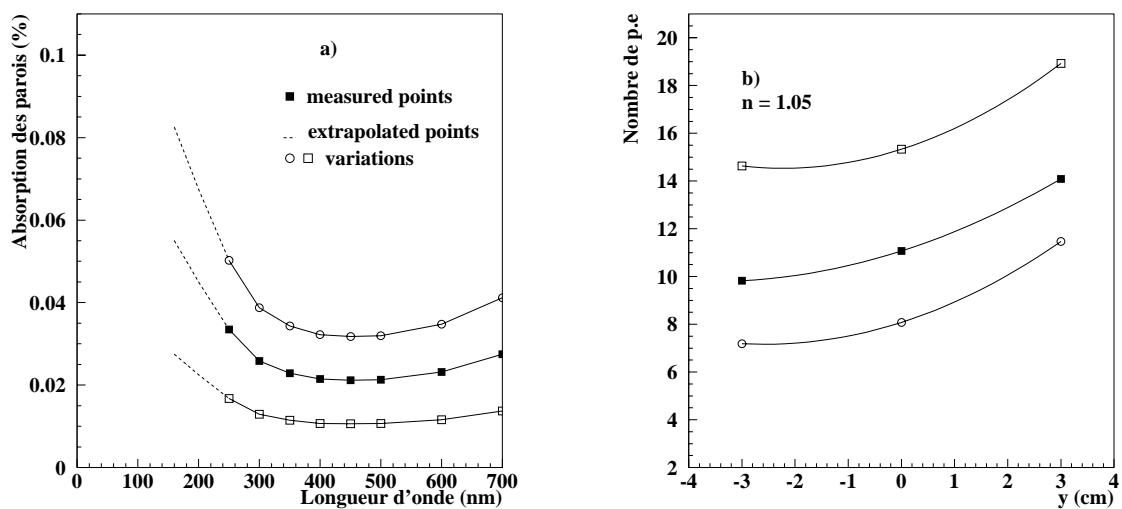 Absorption des parois (%)
a)
measured points
extrapolated points
variations
0.1
0.08
0.06
0.04
0.02
0
0 100 200 300 400 500 600 700
Longueur d'onde (nm)
Nombre de p.e
b)
n = 1.05
20
18
16
14
12
10
8
6
4
2
-4 -3 -2 -1 0 1 2 3 4
y (cm)